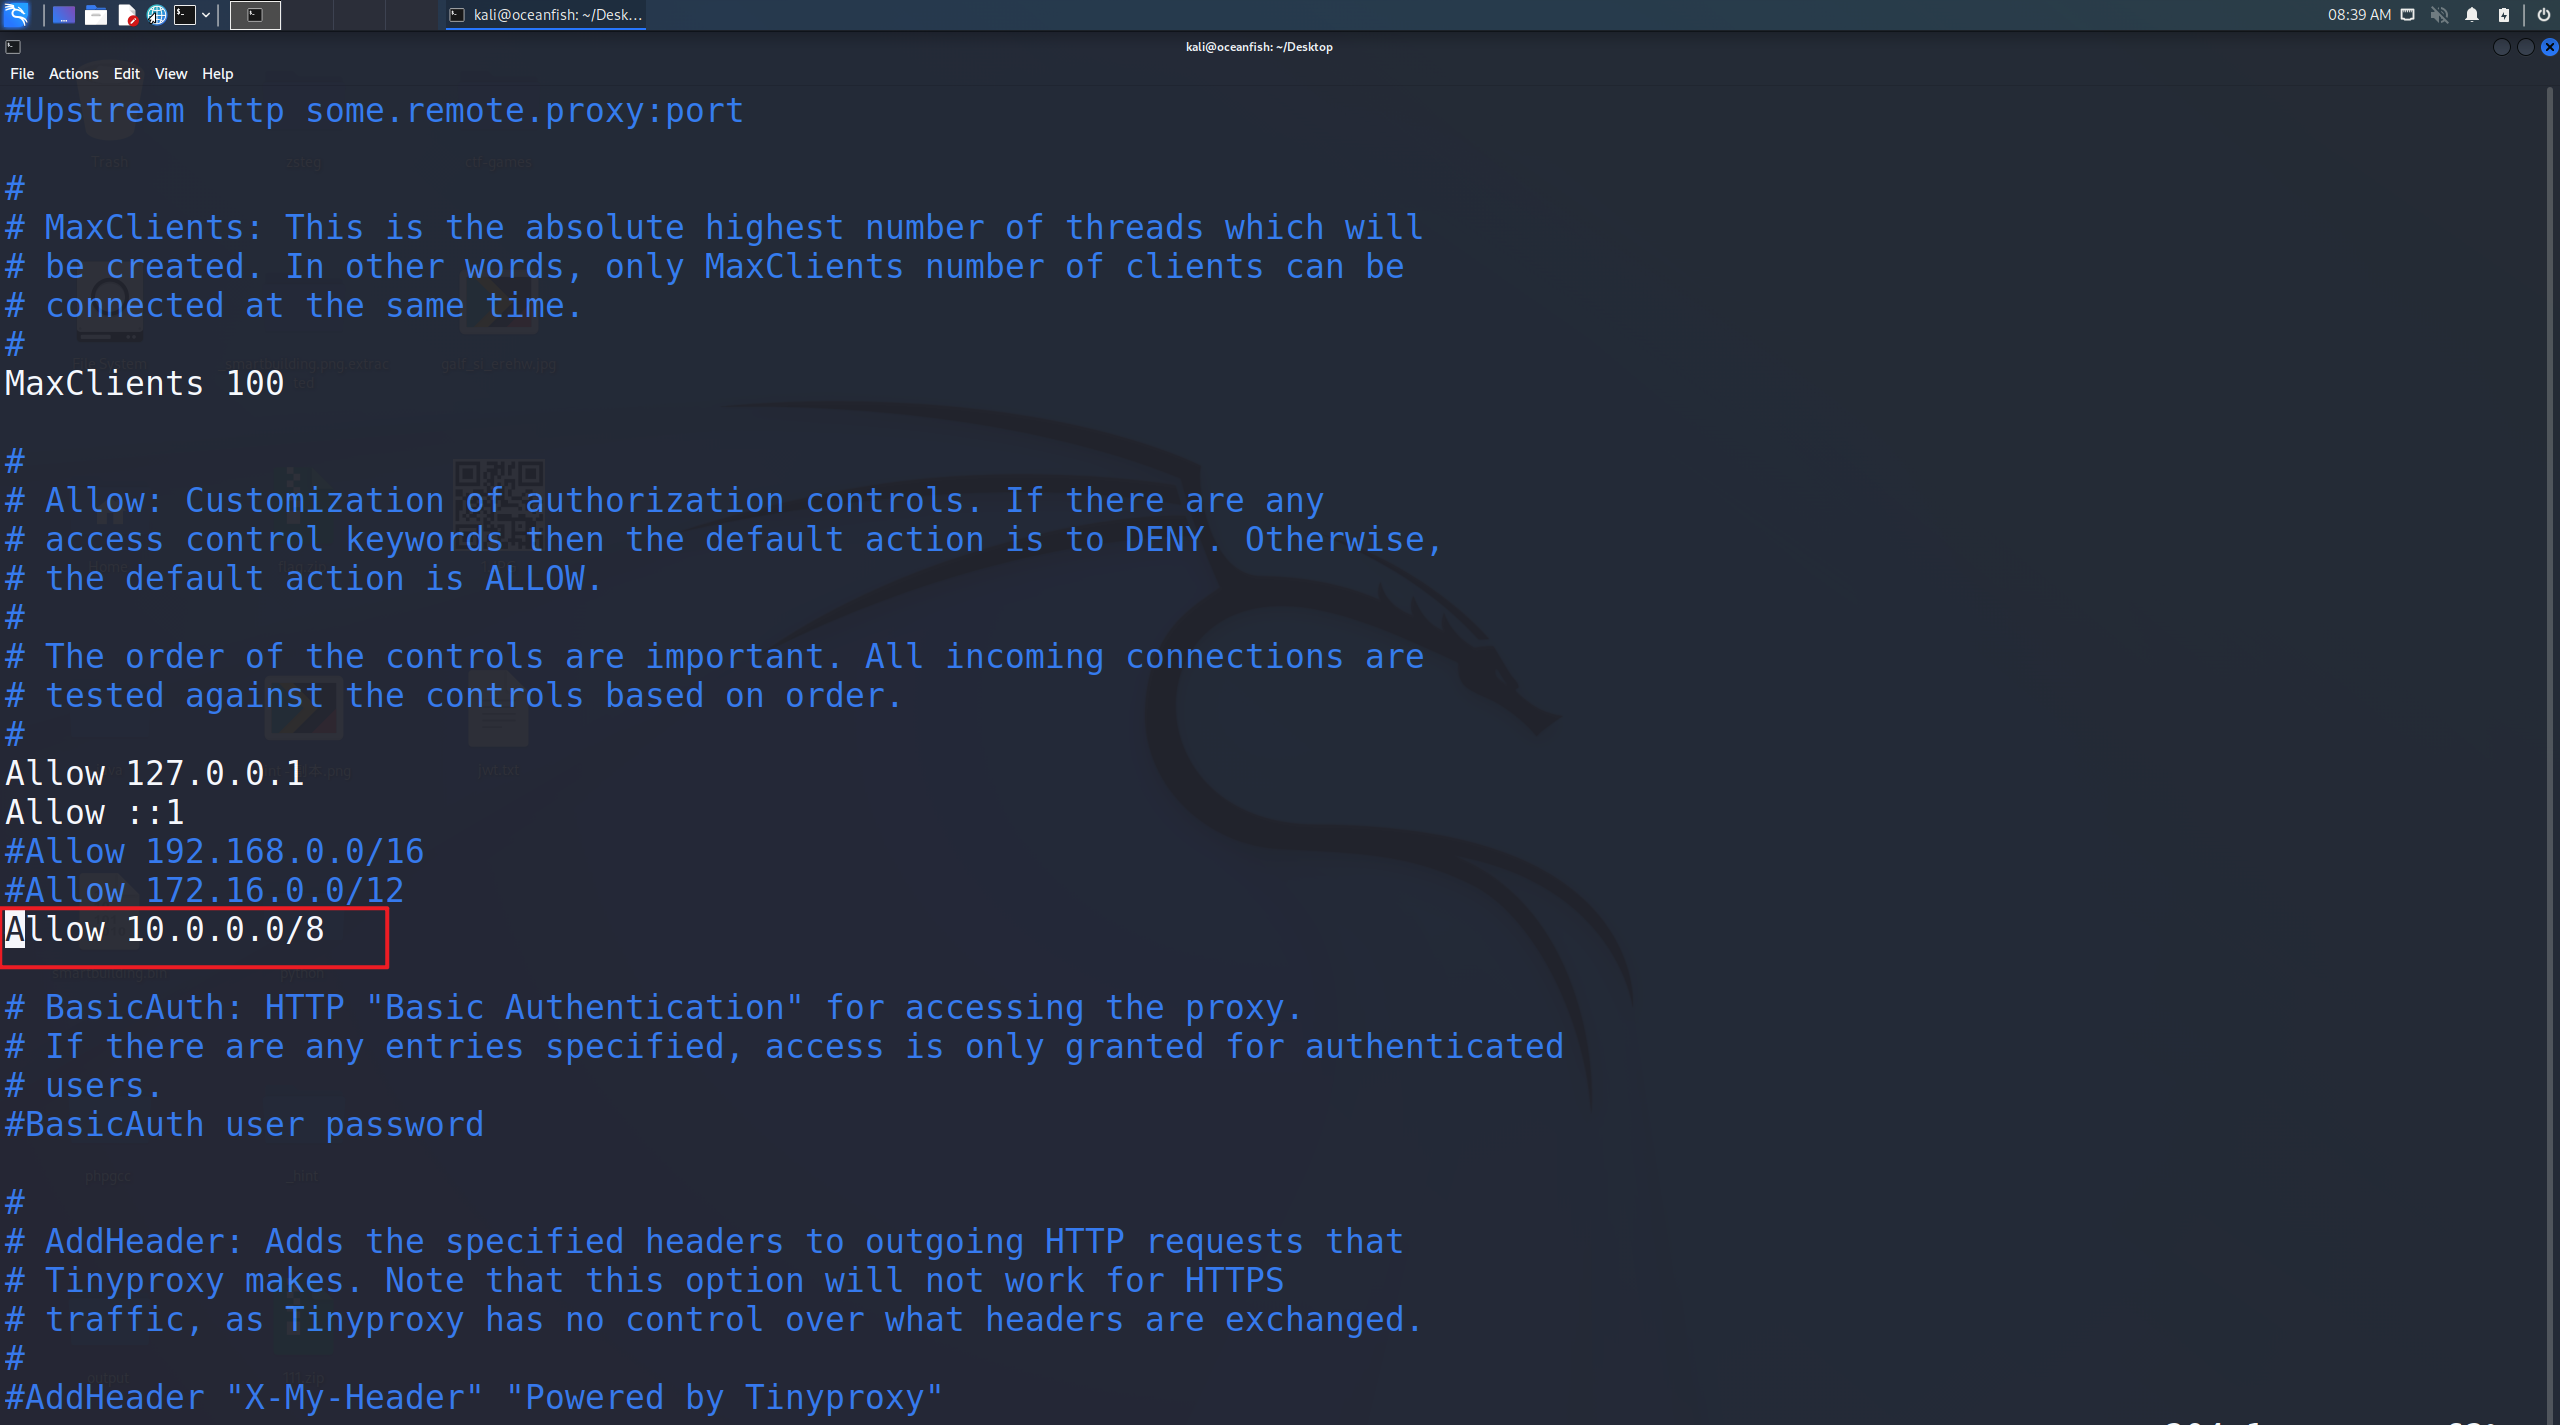 kali@oceanfish: ~/Desk...
08:39 AM
kali@oceanfish: ~/Desktop
File Actions Edit View Help
#Upstream http some.remote.proxy:port
#
# MaxClients: This is the absolute highest number of threads which will
# be created. In other words, only MaxClients number of clients can be
# connected at the same time.
#
MaxClients 100
#
# Allow: Customization of authorization controls. If there are any
# access control keywords then the default action is to DENY. Otherwise,
# the default action is ALLOW.
#
# The order of the controls are important. All incoming connections are
# tested against the controls based on order.
#
Allow 127.0.0.1
Allow ::1
#Allow 192.168.0.0/16
#Allow 172.16.0.0/12
Allow 10.0.0.0/8
# BasicAuth: HTTP "Basic Authentication" for accessing the proxy.
# If there are any entries specified, access is only granted for authenticated
# users.
#BasicAuth user password
#
# AddHeader: Adds the specified headers to outgoing HTTP requests that
# Tinyproxy makes. Note that this option will not work for HTTPS
# traffic, as Tinyproxy has no control over what headers are exchanged.
#
#AddHeader "X-My-Header" "Powered by Tinyproxy"